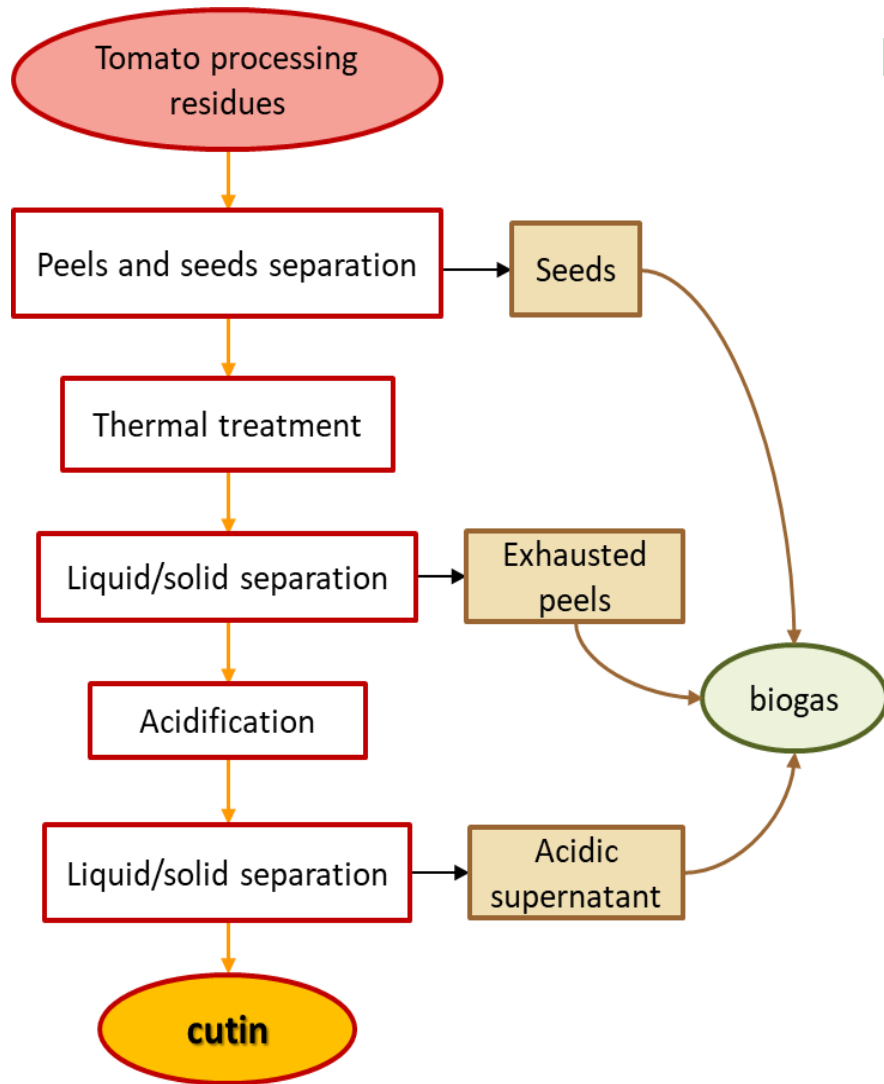 Tomato processing
residues
Peels and seeds separation
Seeds
Thermal treatment
Liquid/solid separation
Exhausted
peels
biogas
Acidification
Liquid/solid separation
Acidic
supernatant
cutin